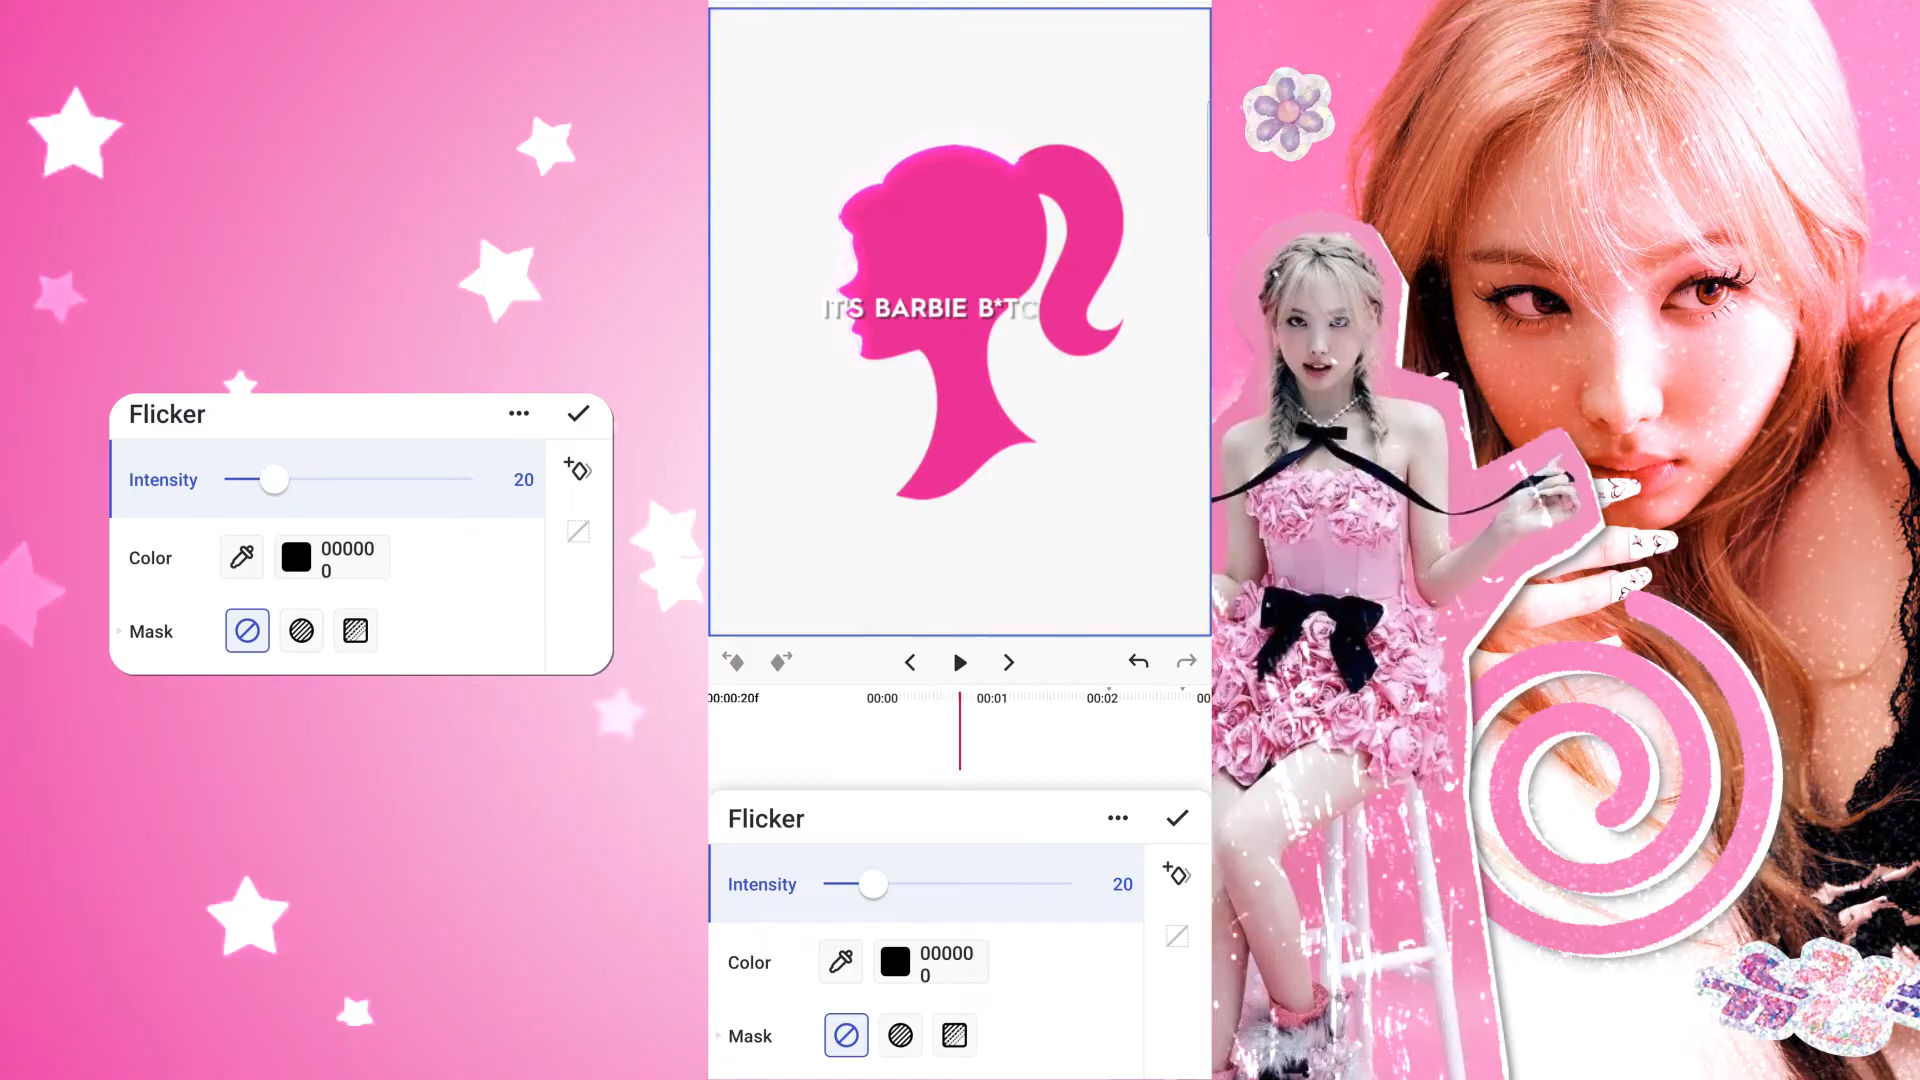 Flicker
Intensity
20
Color
00000
0
Mask
IT'S BARBIE B*TC
00:00:20f
00:00
00:01
00:02
00
Flicker
Intensity
20
Color
00000
0
Mask